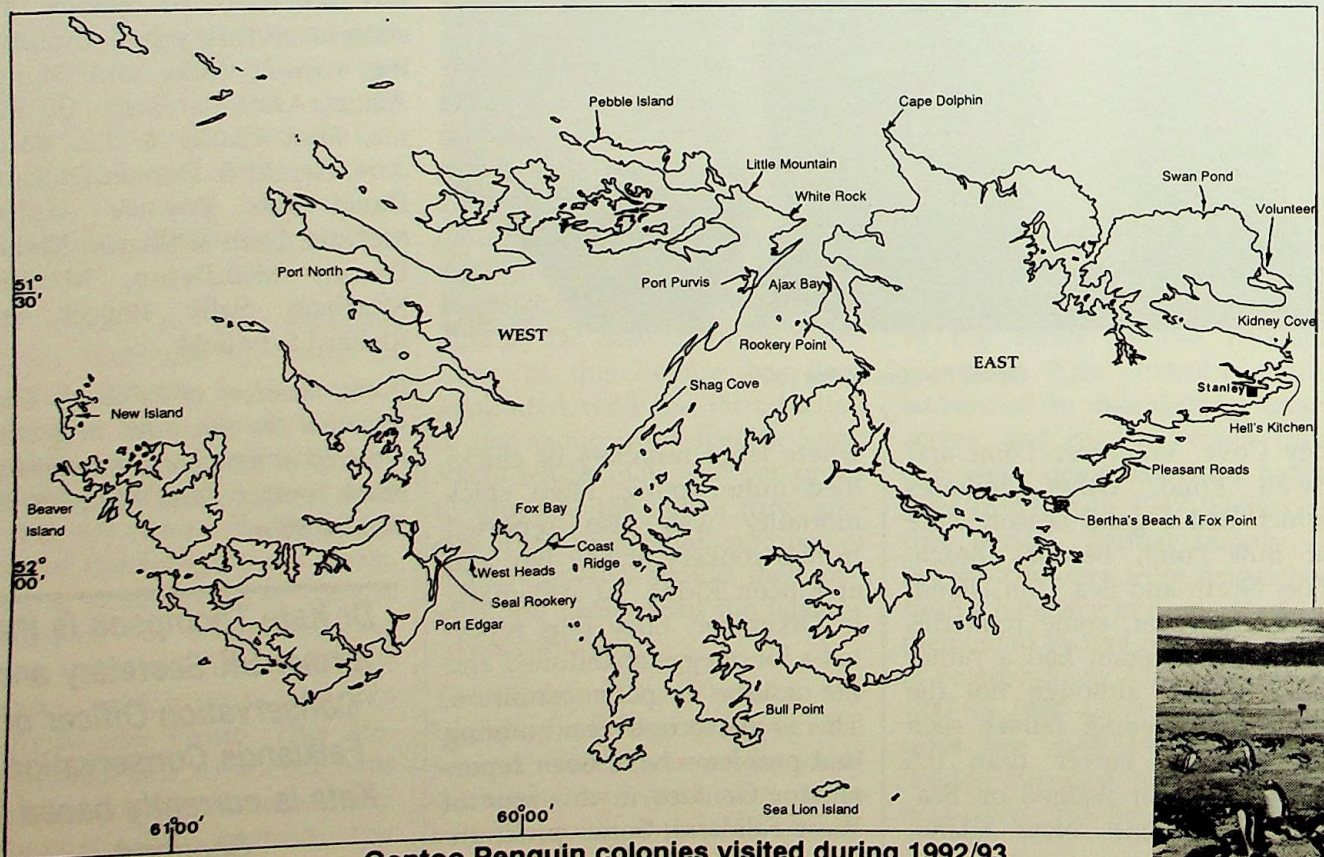 Pebble Island
Cape Dolphin
Little Mountain
Swan Pond
White Rock
Volunteer
Port North
51°
30'
Port Purvis
Ajax Bay
Kidney Cove
WEST
Rookery Point
EAST
Shag Cove
Stanley
New Island
Hell's Kitchen
Pleasant Roads
Beaver
Island
Fox Bay
Bertha's Beach & Fox Point
Coast
Ridge
52°
00'
West Heads
Seal Rookery
Port Edgar
Bull Point
Sea Lion Island
61°00'
60°00'
Gentoo Penguin colonies visited during 1992/93